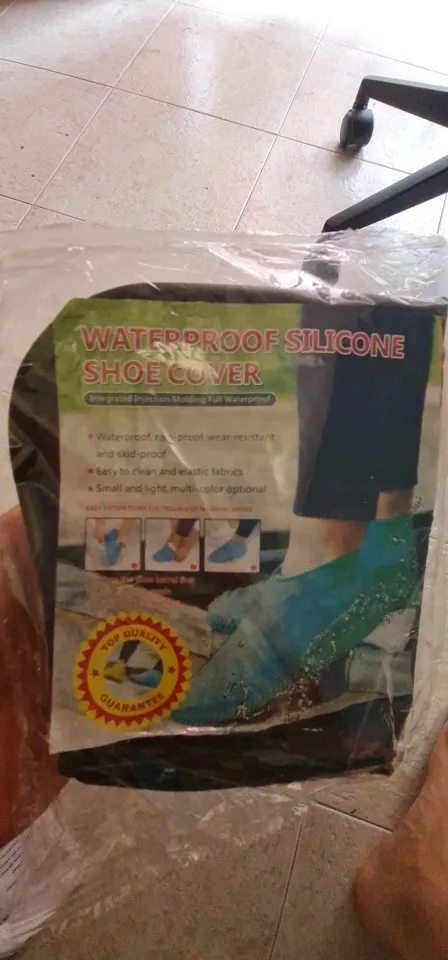 WATERPROOF SILICONE
SHOE COVER
Integrated Injection Molding Full Waterproof
Waterproof, rain-proof, wear-resistant
and skid-proof
Easy to clean and elastic fabrics
Small and light, multi-color optional
TOP QUALITY
GUARANTEE